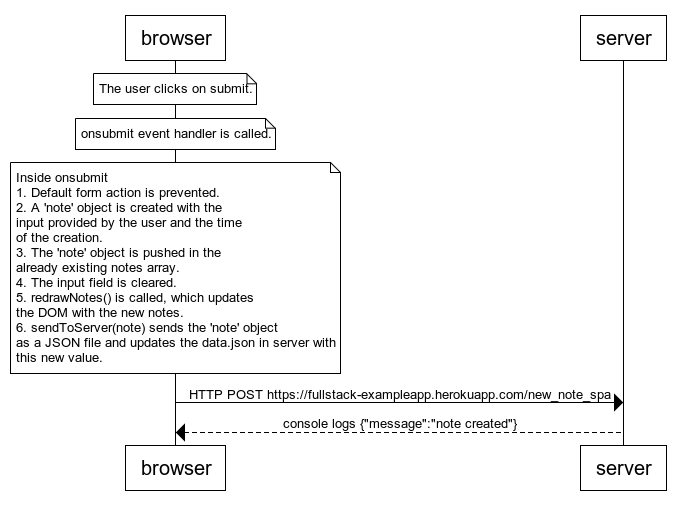 browser
server
The user clicks on submit.
onsubmit event handler is called.
Inside onsubmit
1. Default form action is prevented.
2. A 'note' object is created with the
input provided by the user and the time
of the creation.
3. The 'note' object is pushed in the
already existing notes array.
4. The input field is cleared.
5. redrawNotes() is called, which updates
the DOM with the new notes.
6. sendToServer(note) sends the 'note' object
as a JSON file and updates the data.json in server with
this new value.
HTTP POST https://fullstack-exampleapp.herokuapp.com/new_note_spa
console logs {"message":"note created"}
browser
server